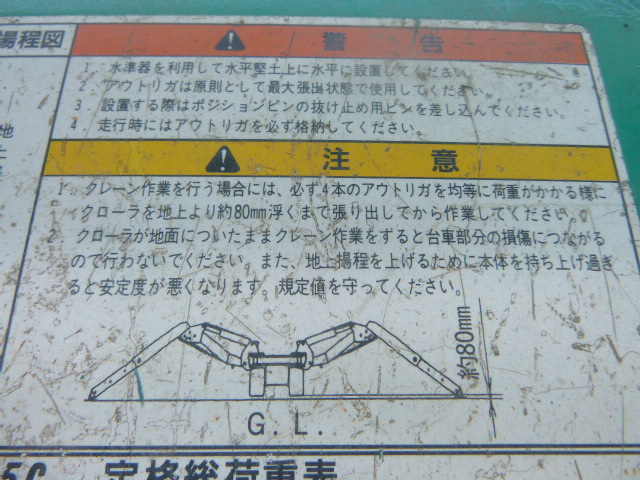 揚程図
警告
1. 水準器を利用して水平堅土上に水平に設置してください。
2. アウトリガは原則として最大張出状態で使用してください。
3. 設置する際はポジションピンの抜け止め用ピンを差し込んでください。
4. 走行時にはアウトリガを必ず格納してください。
注意
1. クレーン作業を行う場合には、必ず4本のアウトリガを均等に荷重がかかる様に
クローラを地上より約80mm浮くまで張り出してから作業してください。
2. クローラが地面についたままクレーン作業をすると台車部分の損傷につながる
ので行わないでください。また、地上揚程を上げるために本体を持ち上げ過ぎ
ると安定度が悪くなります。規定値を守ってください。
約80mm
G.L.
5C 定格総荷重表
地